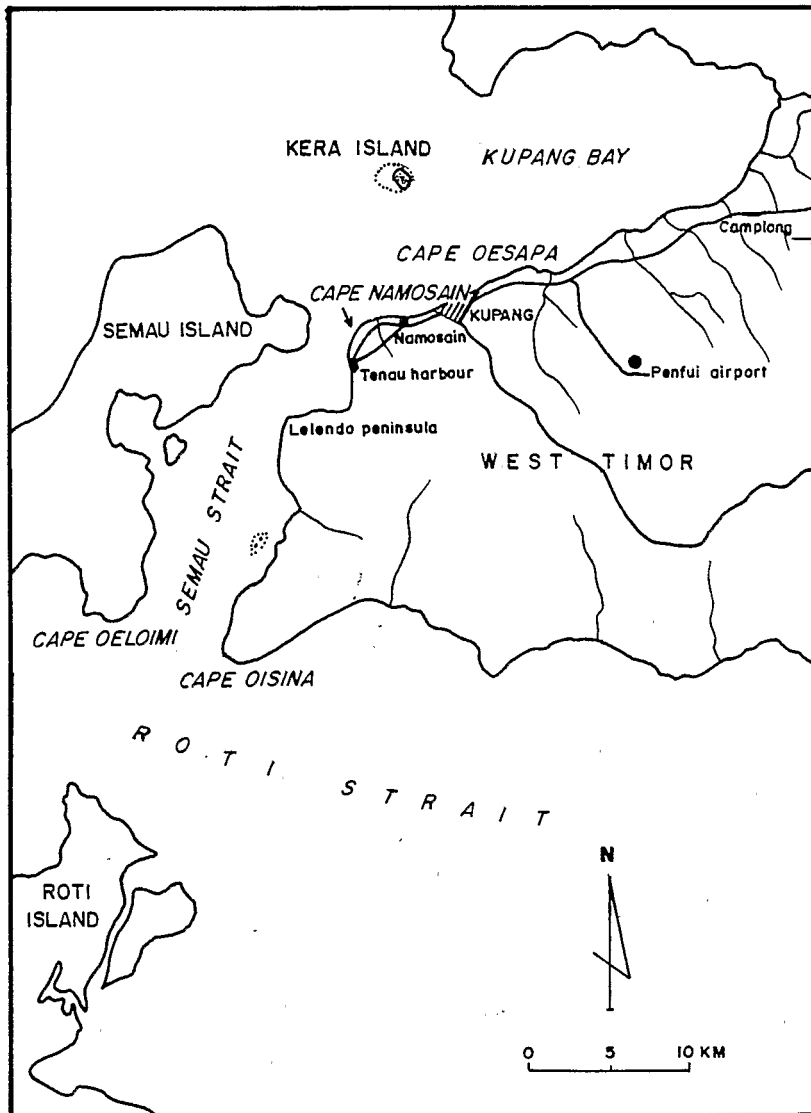 KERA ISLAND
KUPANG BAY
Camplong
CAPE OESAPA
CAPE NAMOSAIN
SEMAU ISLAND
KUPANG
Namosain
Tenau harbour
Penfui airport
Lelendo peninsula
WEST TIMOR
SEMAU STRAIT
CAPE OELOIMI
CAPE OISINA
ROTI STRAIT
N
ROTI
ISLAND
0 5 10 KM